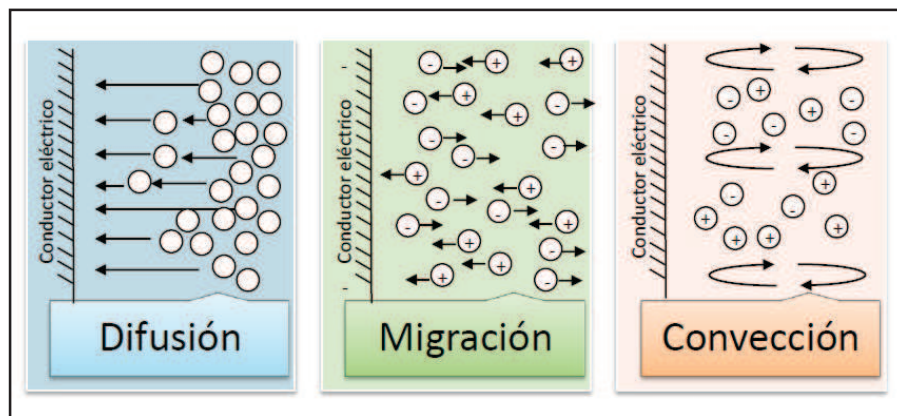 Conductor eléctrico
Difusión
Conductor eléctrico
Migración
Conductor eléctrico
Convección